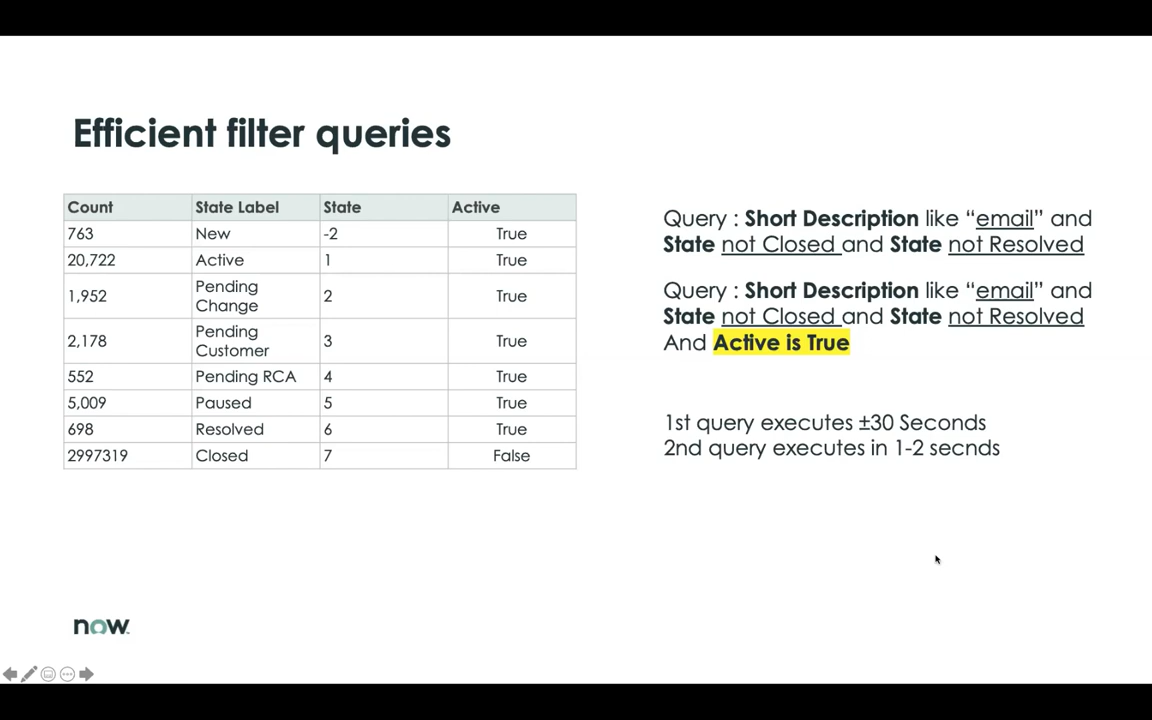 Efficient filter queries
Count State Label State Active
763 New -2 True
20,722 Active 1 True
1,952 Pending Change 2 True
2,178 Pending Customer 3 True
552 Pending RCA 4 True
5,009 Paused 5 True
698 Resolved 6 True
2997319 Closed 7 False
Query : Short Description like “email” and
State not Closed and State not Resolved
Query : Short Description like “email” and
State not Closed and State not Resolved
And Active is True
1st query executes ±30 Seconds
2nd query executes in 1-2 secnds
now